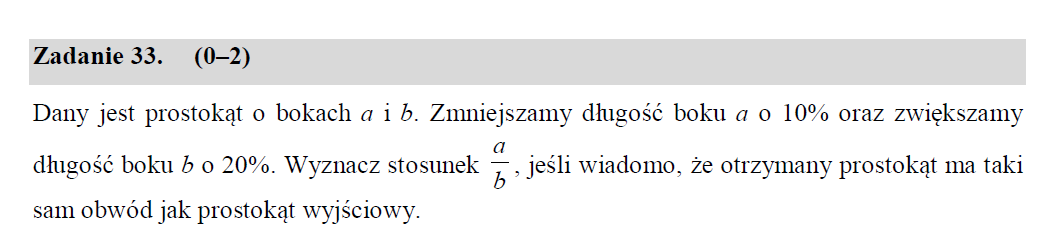 Zadanie 33. (0–2)
Dany jest prostokąt o bokach a i b. Zmniejszamy długość boku a o 10% oraz zwiększamy
długość boku b o 20%. Wyznacz stosunek a/b, jeśli wiadomo, że otrzymany prostokąt ma taki
sam obwód jak prostokąt wyjściowy.